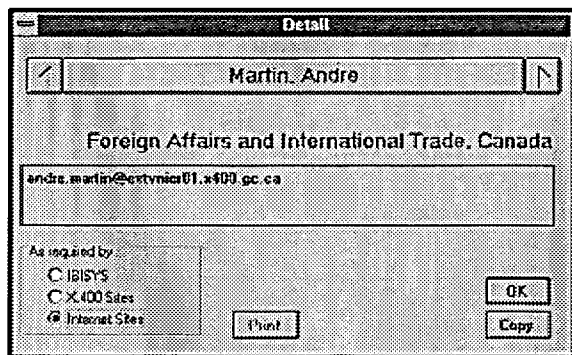 Detail
Martin, Andre
Foreign Affairs and International Trade, Canada
andre.martin@extvnicr01.x400.gc.ca
As required by
IBISYS
X.400 Sites
Internet Sites
Print
OK
Copy